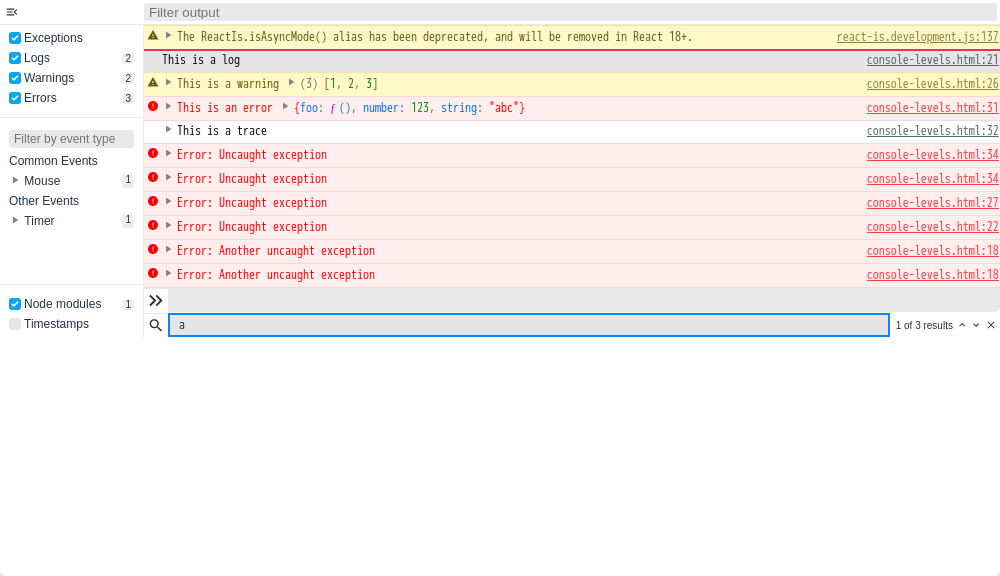 Filter output
Exceptions
Logs 2
Warnings 2
Errors 3
Filter by event type
Common Events
Mouse 1
Other Events
Timer 1
Node modules 1
Timestamps
The ReactIs.isAsyncMode() alias has been deprecated, and will be removed in React 18+. react-is.development.js:137
This is a log console-levels.html:21
This is a warning (3) [1, 2, 3] console-levels.html:26
This is an error {foo: ƒ (), number: 123, string: "abc"} console-levels.html:31
This is a trace console-levels.html:32
Error: Uncaught exception console-levels.html:34
Error: Uncaught exception console-levels.html:34
Error: Uncaught exception console-levels.html:27
Error: Uncaught exception console-levels.html:22
Error: Another uncaught exception console-levels.html:18
Error: Another uncaught exception console-levels.html:18
a 1 of 3 results